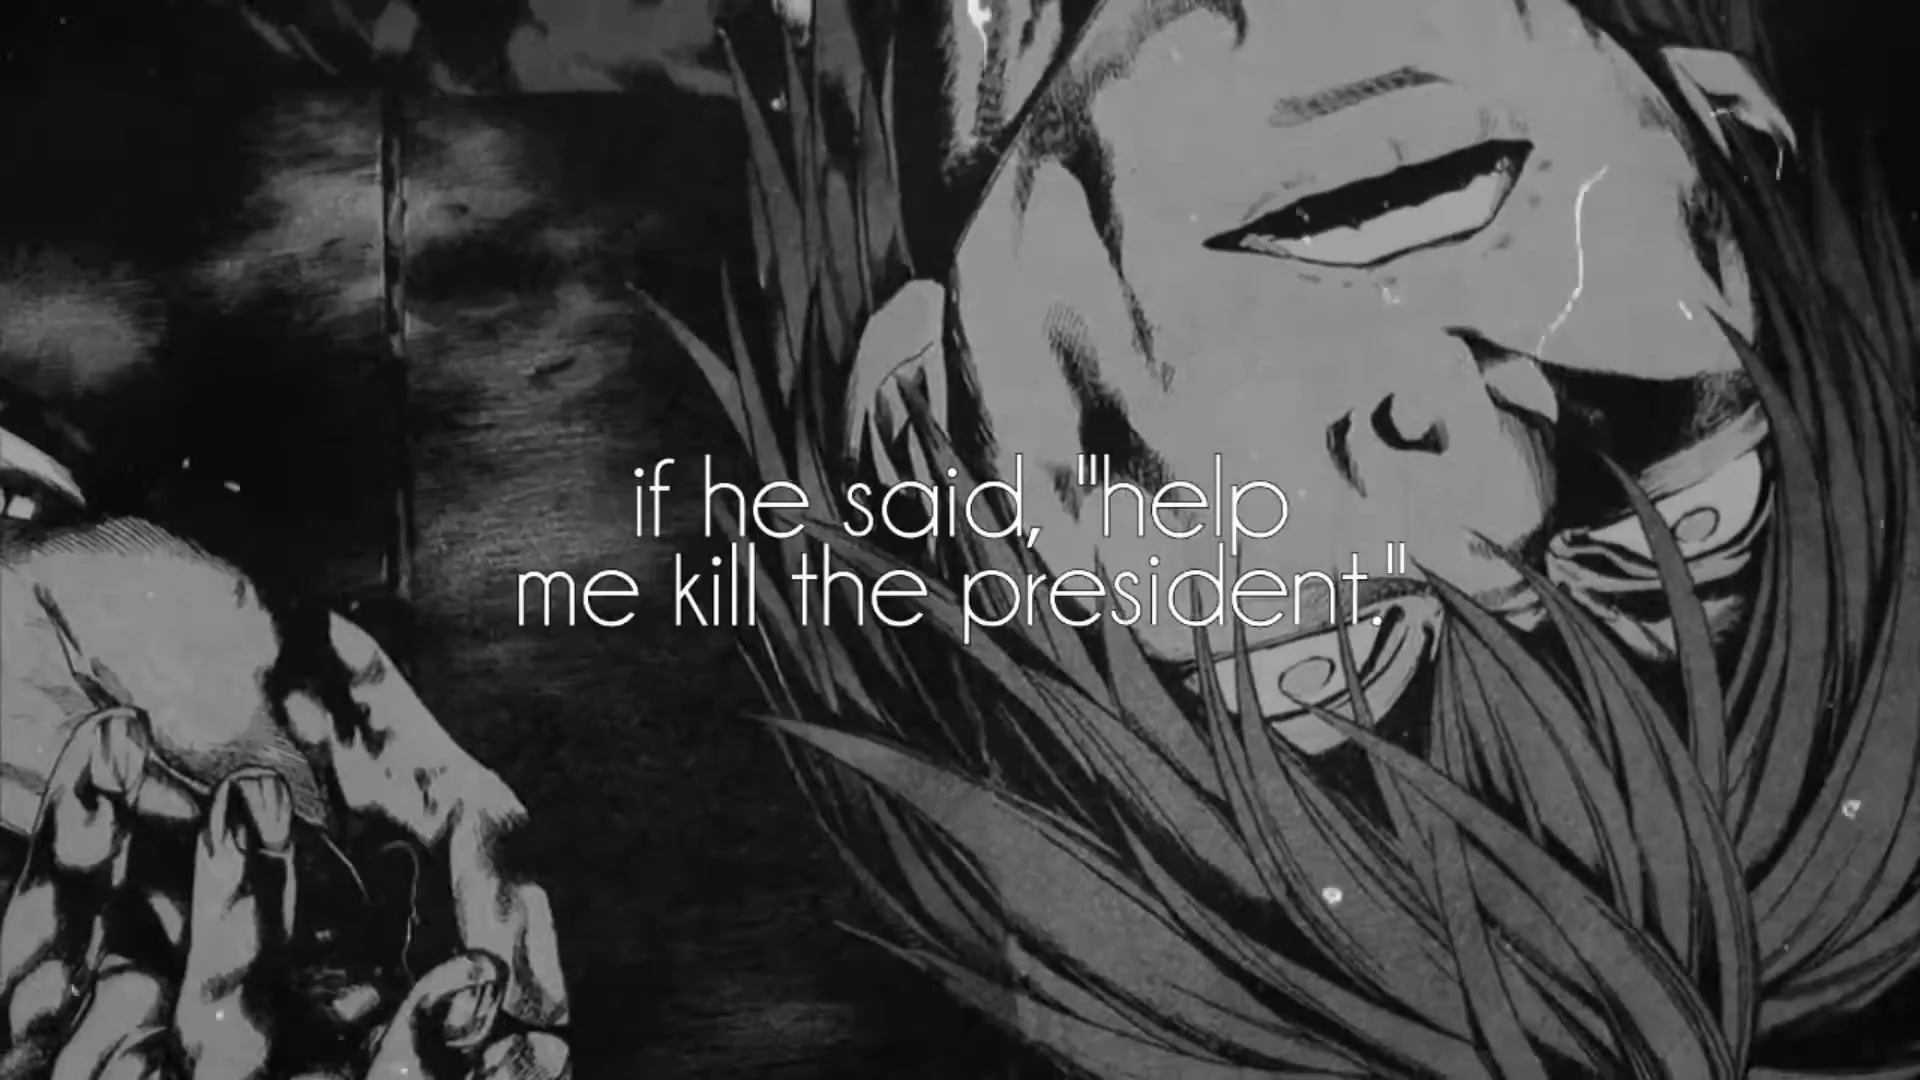 if he said, "help
me kill the president."